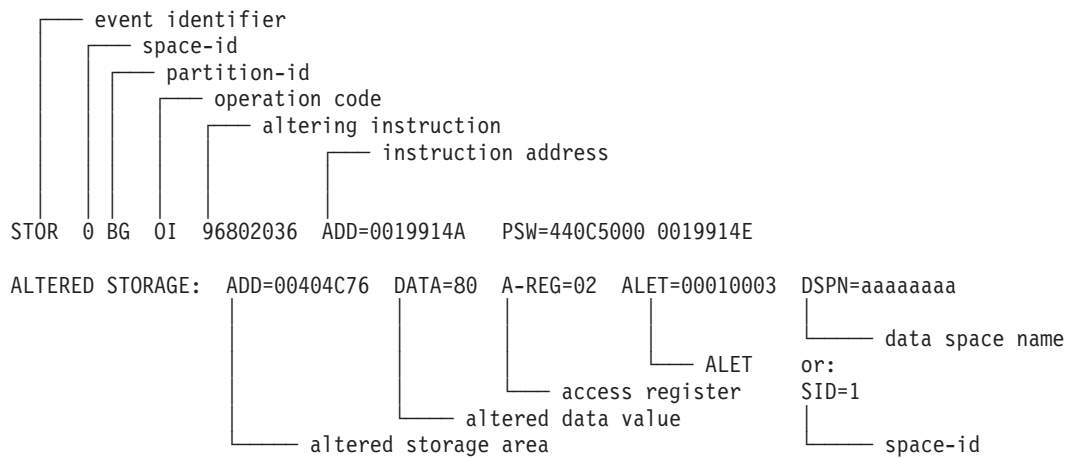 event identifier
space-id
partition-id
operation code
altering instruction
instruction address
STOR 0 BG OI 96802036 ADD=0019914A PSW=440C5000 0019914E
ALTERED STORAGE: ADD=00404C76 DATA=80 A-REG=02 ALET=00010003 DSPN=aaaaaaaa
data space name
ALET or:
access register SID=1
altered data value
altered storage area space-id